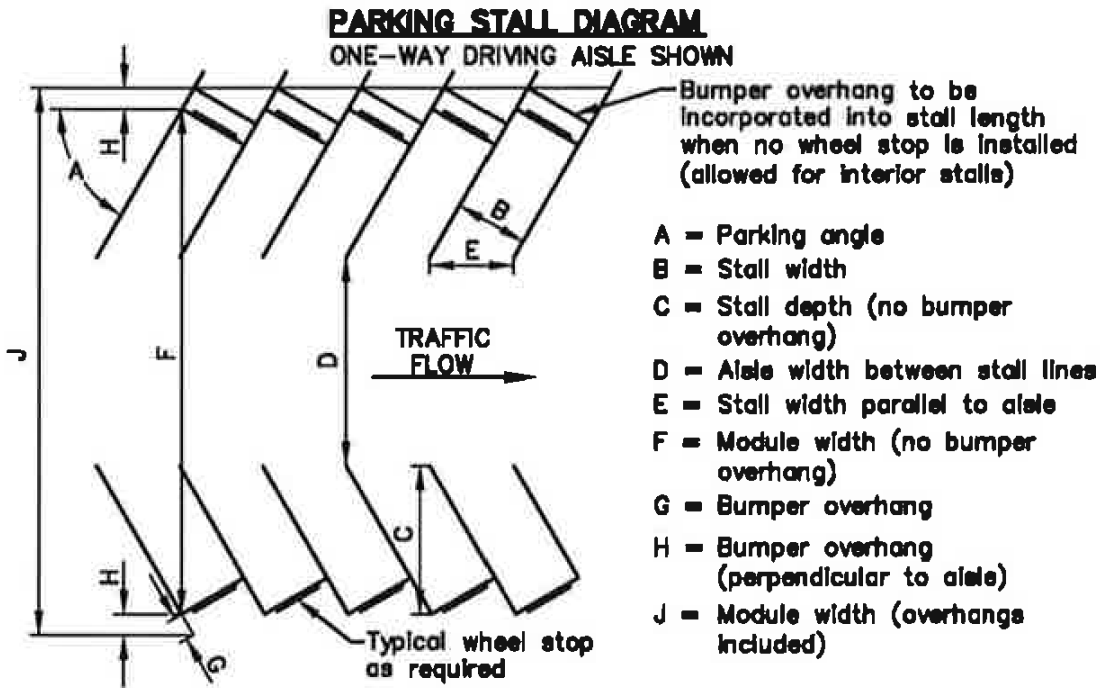 PARKING STALL DIAGRAM
ONE-WAY DRIVING AISLE SHOWN
Bumper overhang to be
incorporated into stall length
when no wheel stop is installed
(allowed for interior stalls)
H
A
B
E
A = Parking angle
B = Stall width
C = Stall depth (no bumper
overhang)
D = Aisle width between stall lines
E = Stall width parallel to aisle
F = Module width (no bumper
overhang)
G = Bumper overhang
H = Bumper overhang
(perpendicular to aisle)
J = Module width (overhangs
included)
J
F
D
TRAFFIC
FLOW
C
H
G
Typical wheel stop
as required